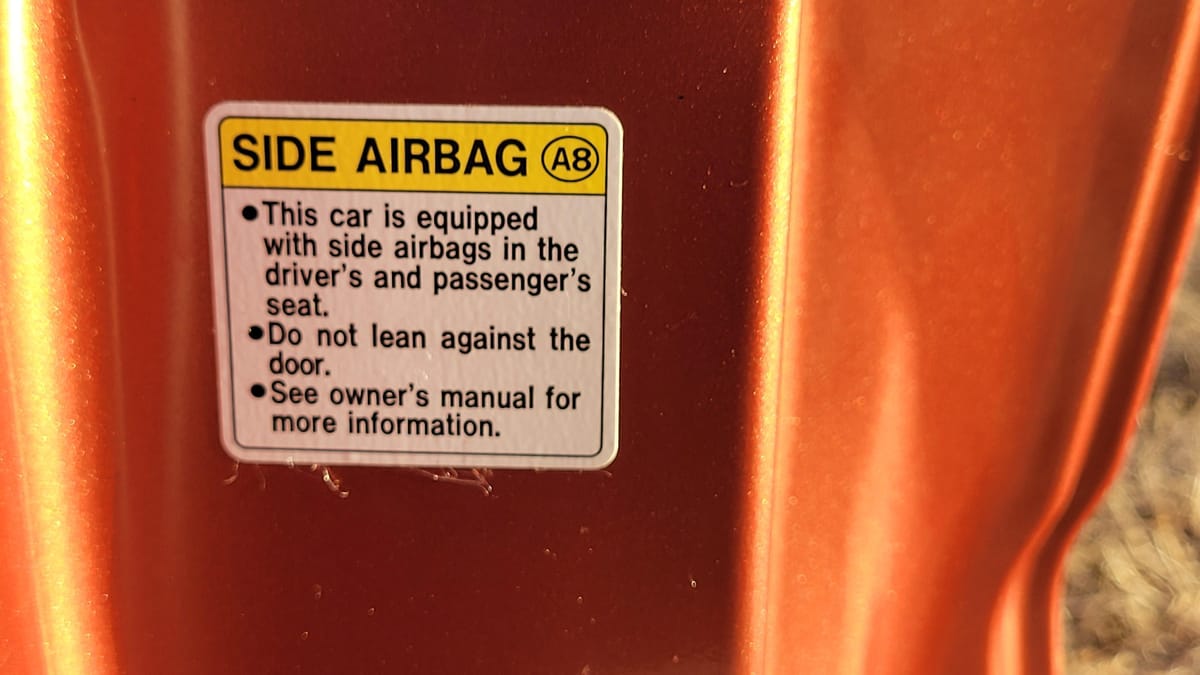 SIDE AIRBAG A8
●This car is equipped
with side airbags in the
driver's and passenger's
seat.
●Do not lean against the
door.
●See owner's manual for
more information.